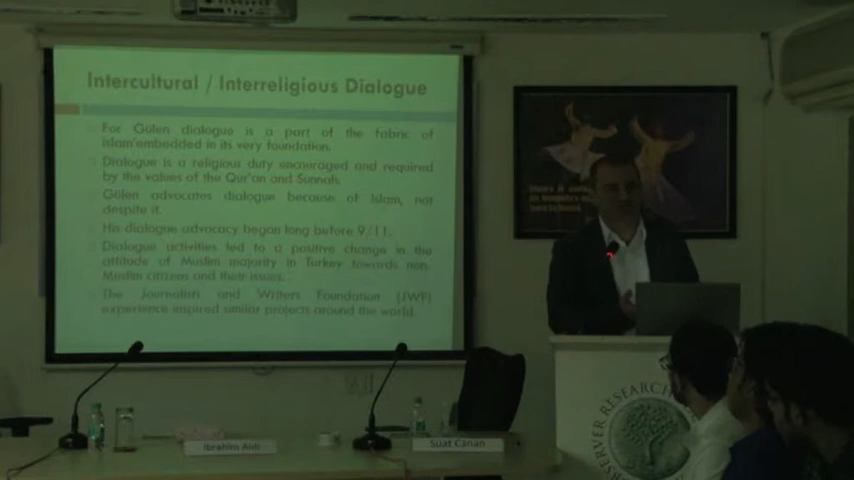 Intercultural / Interreligious Dialogue
For Gülen dialogue is a part of the fabric of
Islam embedded in its very foundation.
Dialogue is a religious duty encouraged and required
by the values of the Qur'an and Sunnah.
Gülen advocates dialogue because of Islam, not
despite it.
His dialogue advocacy began long before 9/11.
Dialogue activities led to a positive change in the
attitude of Muslim majority in Turkey towards non-
Muslim citizens and their issues.
The Journalists and Writers Foundation (JWF)
experience inspired similar projects around the world.
Ibrahim
Suat Canan
OBSERVER RESEARCH